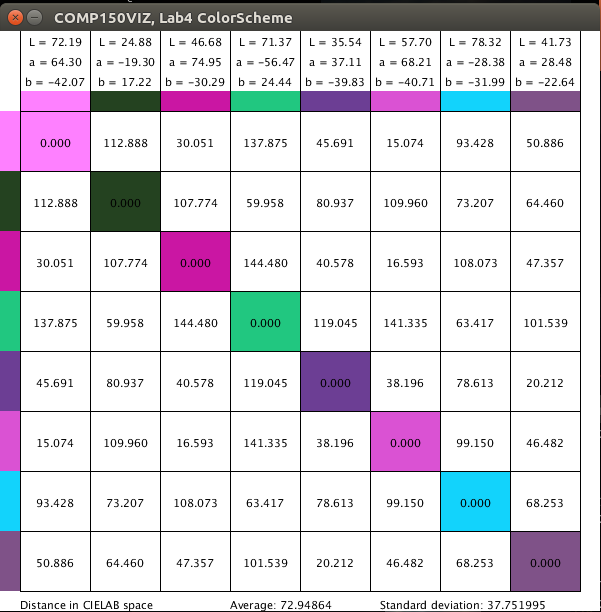 COMP150VIZ, Lab4 ColorScheme
L = 72.19 L = 24.88 L = 46.68 L = 71.37 L = 35.54 L = 57.70 L = 78.32 L = 41.73
a = 64.30 a = −19.30 a = 74.95 a = −56.47 a = 37.11 a = 68.21 a = −28.38 a = 28.48
b = −42.07 b = 17.22 b = −30.29 b = 24.44 b = −39.83 b = −40.71 b = −31.99 b = −22.64
0.000 112.888 30.051 137.875 45.691 15.074 93.428 50.886
112.888 0.000 107.774 59.958 80.937 109.960 73.207 64.460
30.051 107.774 0.000 144.480 40.578 16.593 108.073 47.357
137.875 59.958 144.480 0.000 119.045 141.335 63.417 101.539
45.691 80.937 40.578 119.045 0.000 38.196 78.613 20.212
15.074 109.960 16.593 141.335 38.196 0.000 99.150 46.482
93.428 73.207 108.073 63.417 78.613 99.150 0.000 68.253
50.886 64.460 47.357 101.539 20.212 46.482 68.253 0.000
Distance in CIELAB space Average: 72.94864 Standard deviation: 37.751995